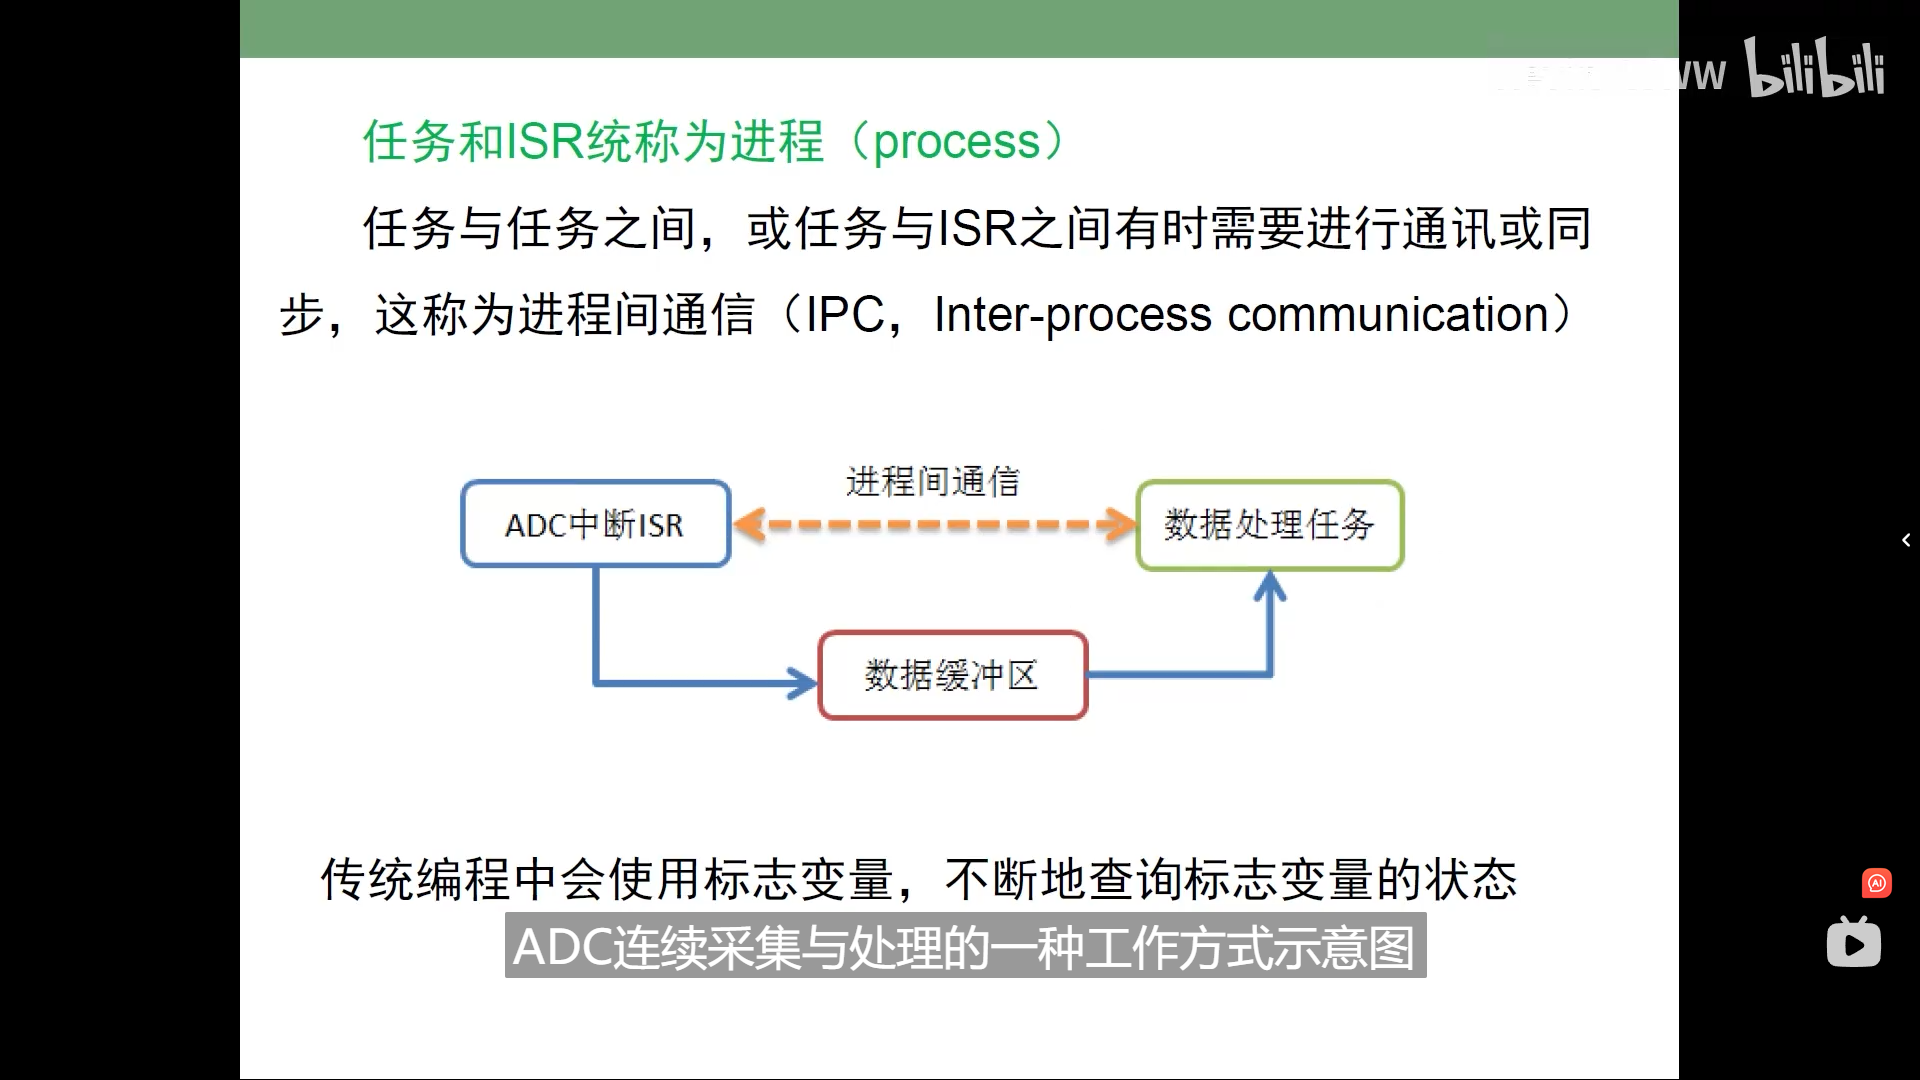 bilibili
任务和ISR统称为进程（process）
任务与任务之间，或任务与ISR之间有时需要进行通讯或同
步，这称为进程间通信（IPC，Inter-process communication）
进程间通信
ADC中断ISR
数据处理任务
数据缓冲区
传统编程中会使用标志变量，不断地查询标志变量的状态
ADC连续采集与处理的一种工作方式示意图
AI